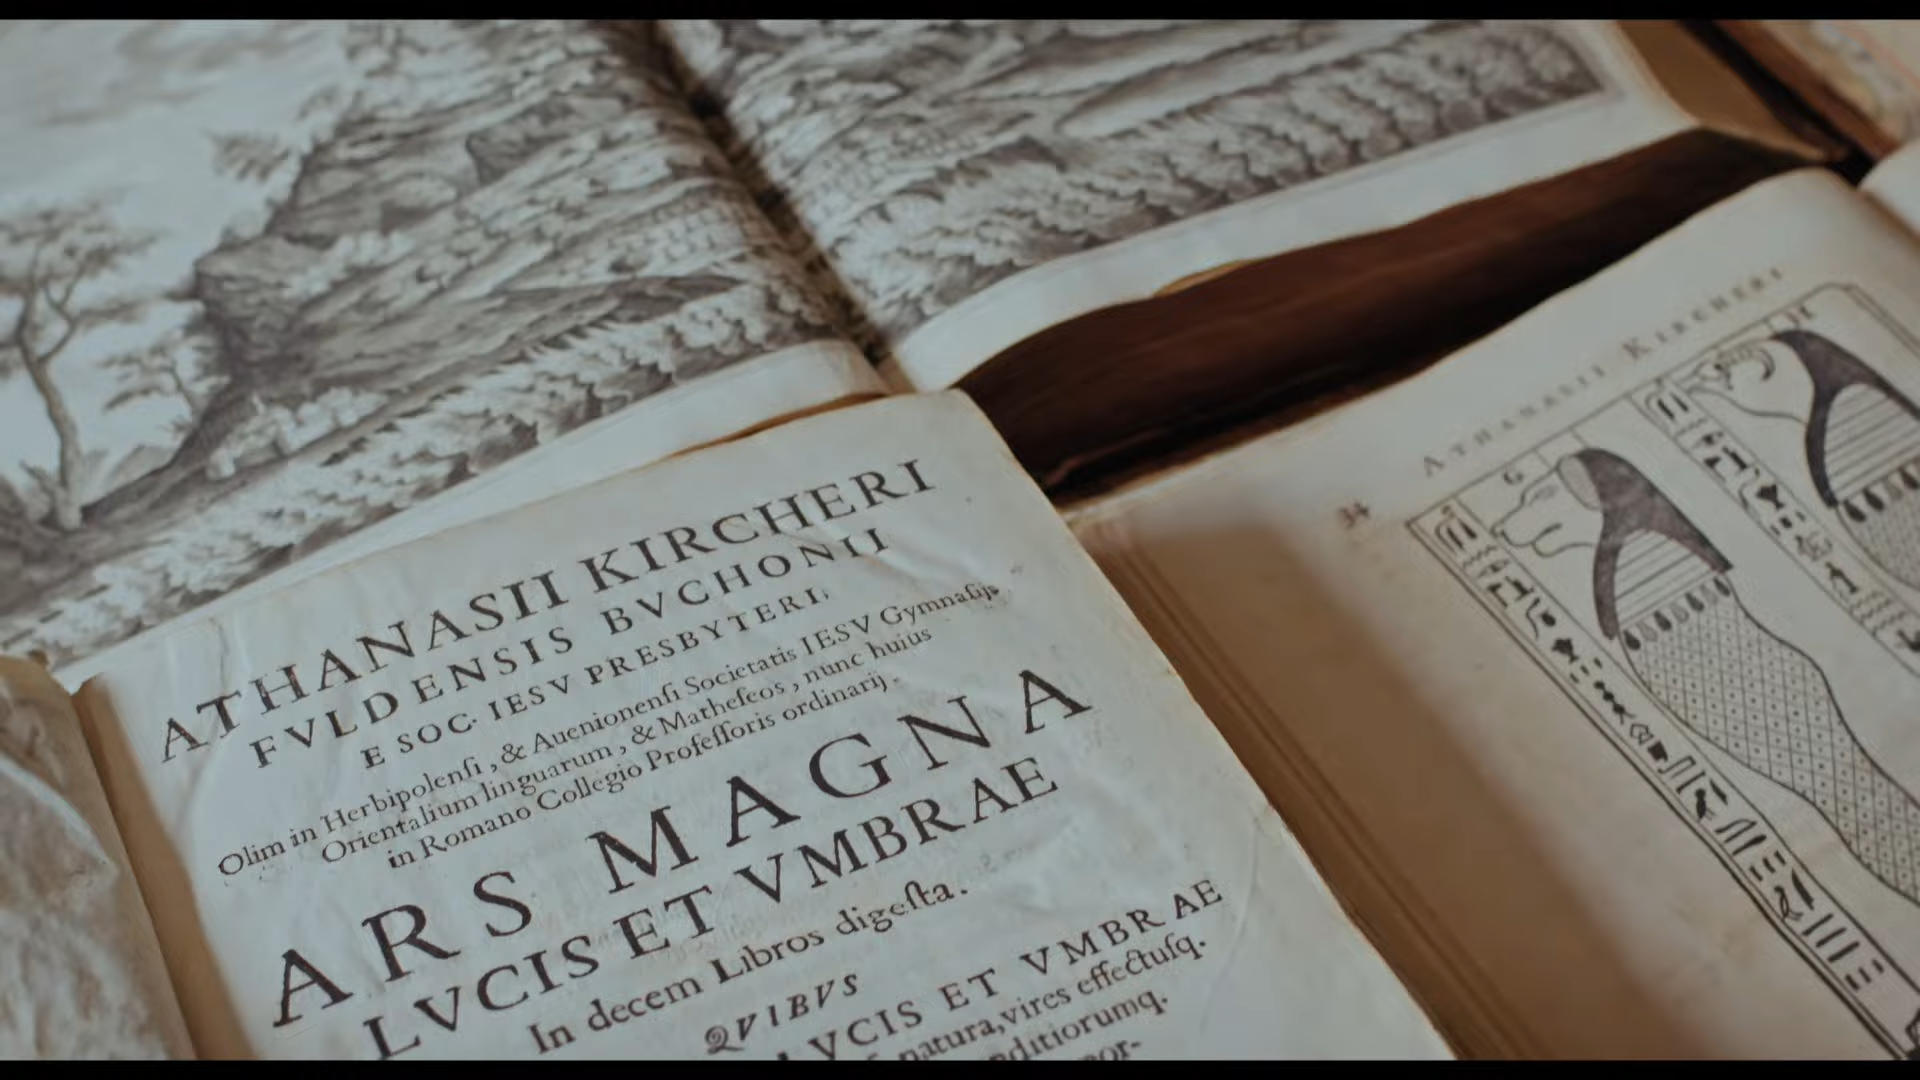 ATHANASII KIRCHERI
FVLDENSIS BVCHONII
E SOC. IESV PRESBYTERI,
Olim in Herbipolenſi, & Auenionenſi Societatis IESV Gymnaſijs
Orientalium linguarum, & Matheſeos, nunc huius
in Romano Collegio Profeſſoris ordinarij.
ARS MAGNA
LVCIS ET VMBRAE
In decem Libros digeſta.
QVIBVS
LVCIS ET VMBRAE
natura, vires effectuſq.
34
ATHANASII KIRCHERI
G
H